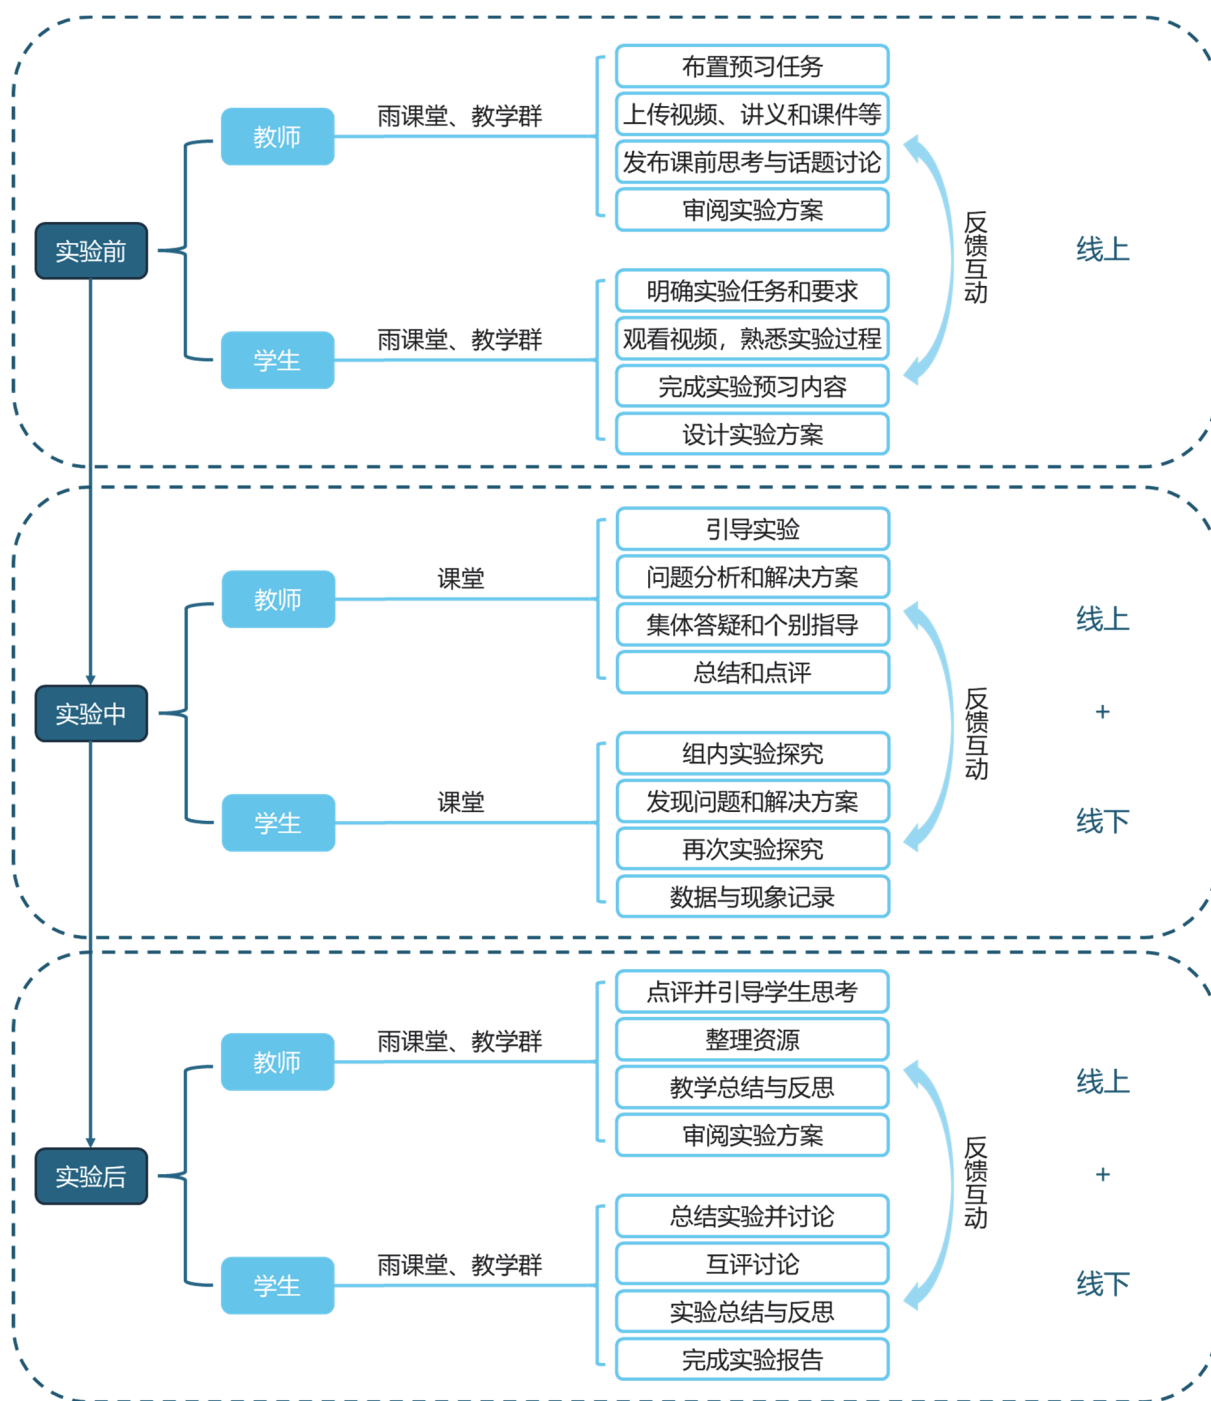 实验前
教师
雨课堂、教学群
布置预习任务
上传视频、讲义和课件等
发布课前思考与话题讨论
审阅实验方案
学生
雨课堂、教学群
明确实验任务和要求
观看视频，熟悉实验过程
完成实验预习内容
设计实验方案
反馈互动
线上
实验中
教师
课堂
引导实验
问题分析和解决方案
集体答疑和个别指导
总结和点评
学生
课堂
组内实验探究
发现问题和解决方案
再次实验探究
数据与现象记录
反馈互动
线上
+
线下
实验后
教师
雨课堂、教学群
点评并引导学生思考
整理资源
教学总结与反思
审阅实验方案
学生
雨课堂、教学群
总结实验并讨论
互评讨论
实验总结与反思
完成实验报告
反馈互动
线上
+
线下